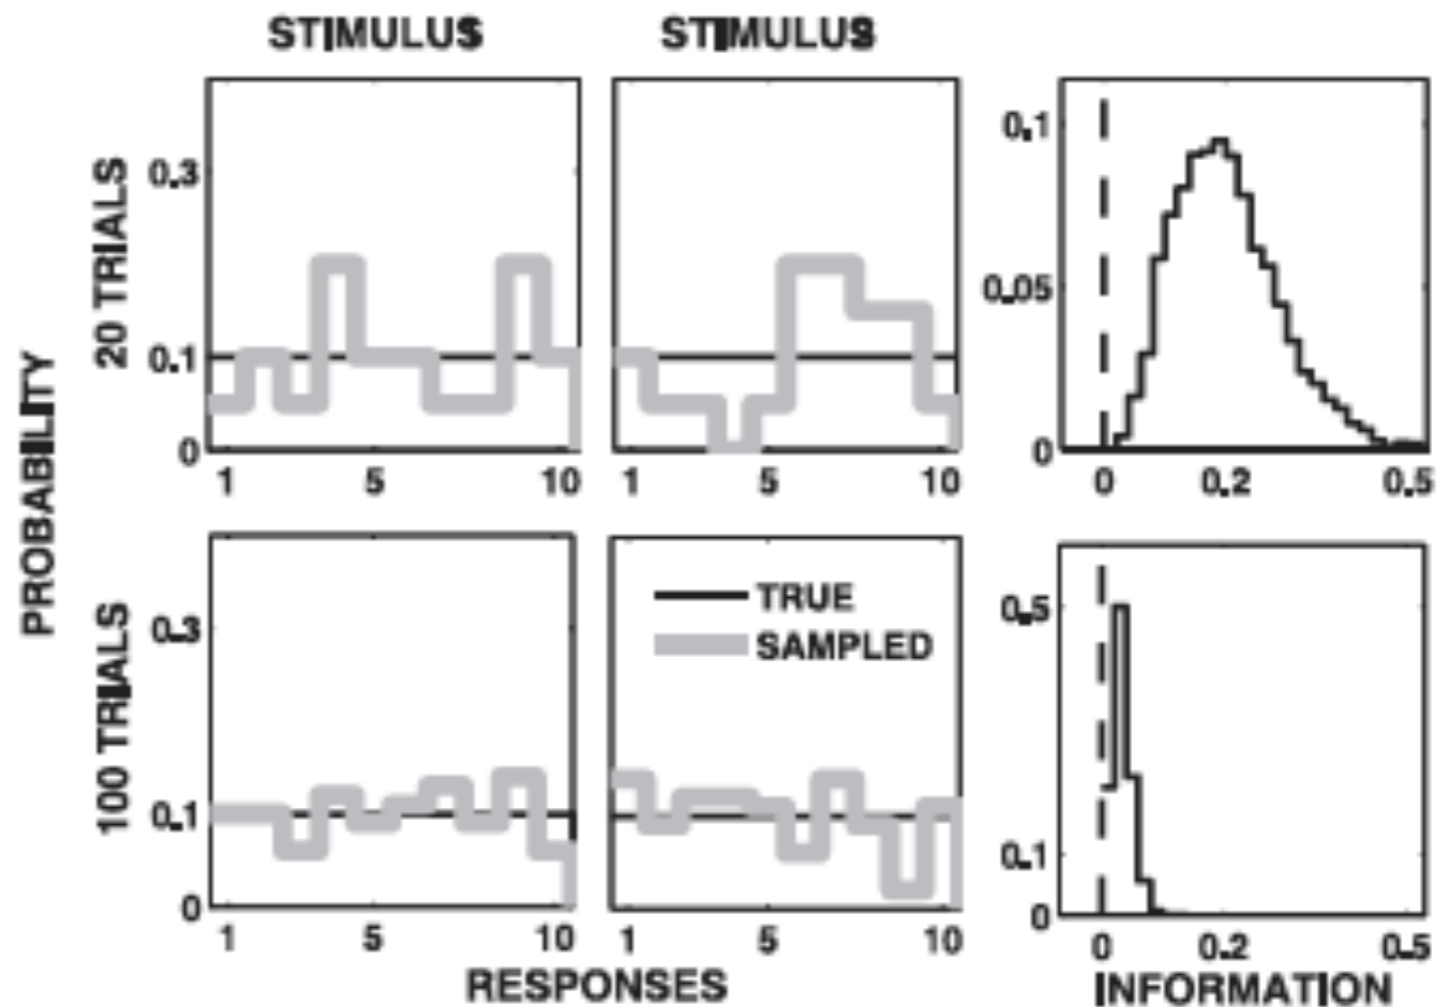 STIMULUS STIMULUS
PROBABILITY
20 TRIALS
0.3
0.1
0
1 5 10
1 5 10
0.1
0.05
0
0 0.2 0.5
100 TRIALS
0.3
0.1
0
1 5 10
TRUE
SAMPLED
1 5 10
0.5
0.1
0
0 0.2 0.5
RESPONSES
INFORMATION